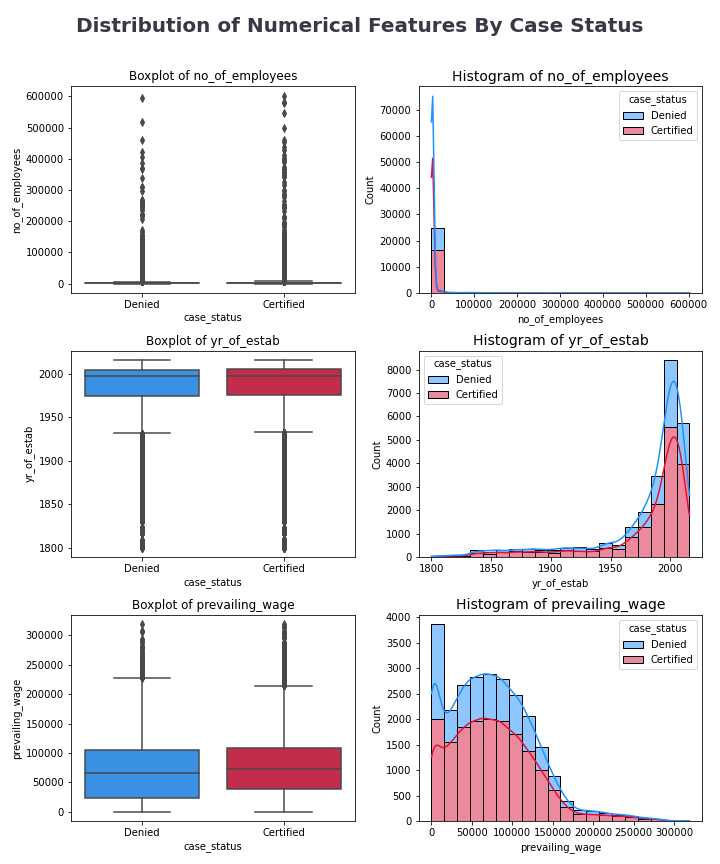 Distribution of Numerical Features By Case Status
Boxplot of no_of_employees
no_of_employees
600000
500000
400000
300000
200000
100000
0
Denied
Certified
case_status
Histogram of no_of_employees
Count
70000
60000
50000
40000
30000
20000
10000
0
case_status
Denied
Certified
0 100000 200000 300000 400000 500000 600000
no_of_employees
Boxplot of yr_of_estab
yr_of_estab
2000
1950
1900
1850
1800
Denied
Certified
case_status
Histogram of yr_of_estab
Count
8000
7000
6000
5000
4000
3000
2000
1000
0
case_status
Denied
Certified
1800 1850 1900 1950 2000
yr_of_estab
Boxplot of prevailing_wage
prevailing_wage
300000
250000
200000
150000
100000
50000
0
Denied
Certified
case_status
Histogram of prevailing_wage
Count
4000
3500
3000
2500
2000
1500
1000
500
0
case_status
Denied
Certified
0 50000 100000 150000 200000 250000 300000
prevailing_wage